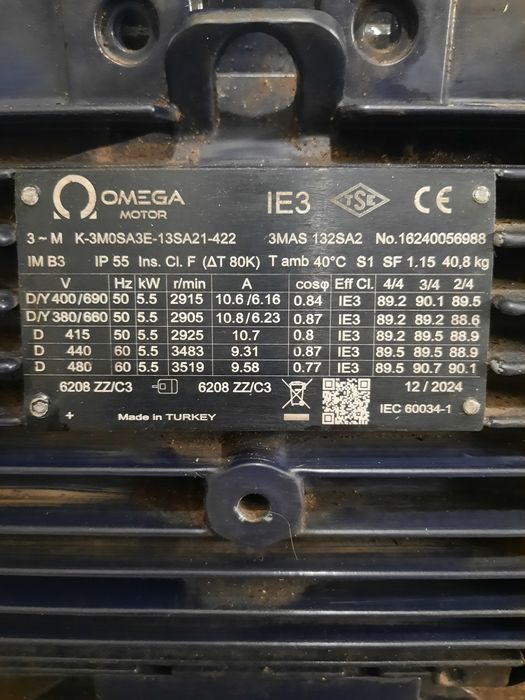 OMEGA MOTOR IE3 TSE CE
3 ~ M K-3M0SA3E-13SA21-422 3MAS 132SA2 No.16240056988
IM B3 IP 55 Ins. Cl. F (ΔT 80K) T amb 40°C S1 SF 1.15 40,8 kg
V Hz kW r/min A cosφ Eff Cl. 4/4 3/4 2/4
D/Y 400/690 50 5.5 2915 10.6/6.16 0.84 IE3 89.2 90.1 89.5
D/Y 380/660 50 5.5 2905 10.8/6.23 0.87 IE3 89.2 89.2 88.6
D 415 50 5.5 2925 10.7 0.8 IE3 89.2 89.5 88.9
D 440 60 5.5 3483 9.31 0.87 IE3 89.5 89.5 88.9
D 480 60 5.5 3519 9.58 0.77 IE3 89.5 90.7 90.1
6208 ZZ/C3 6208 ZZ/C3 12 / 2024
+ Made in TURKEY IEC 60034-1